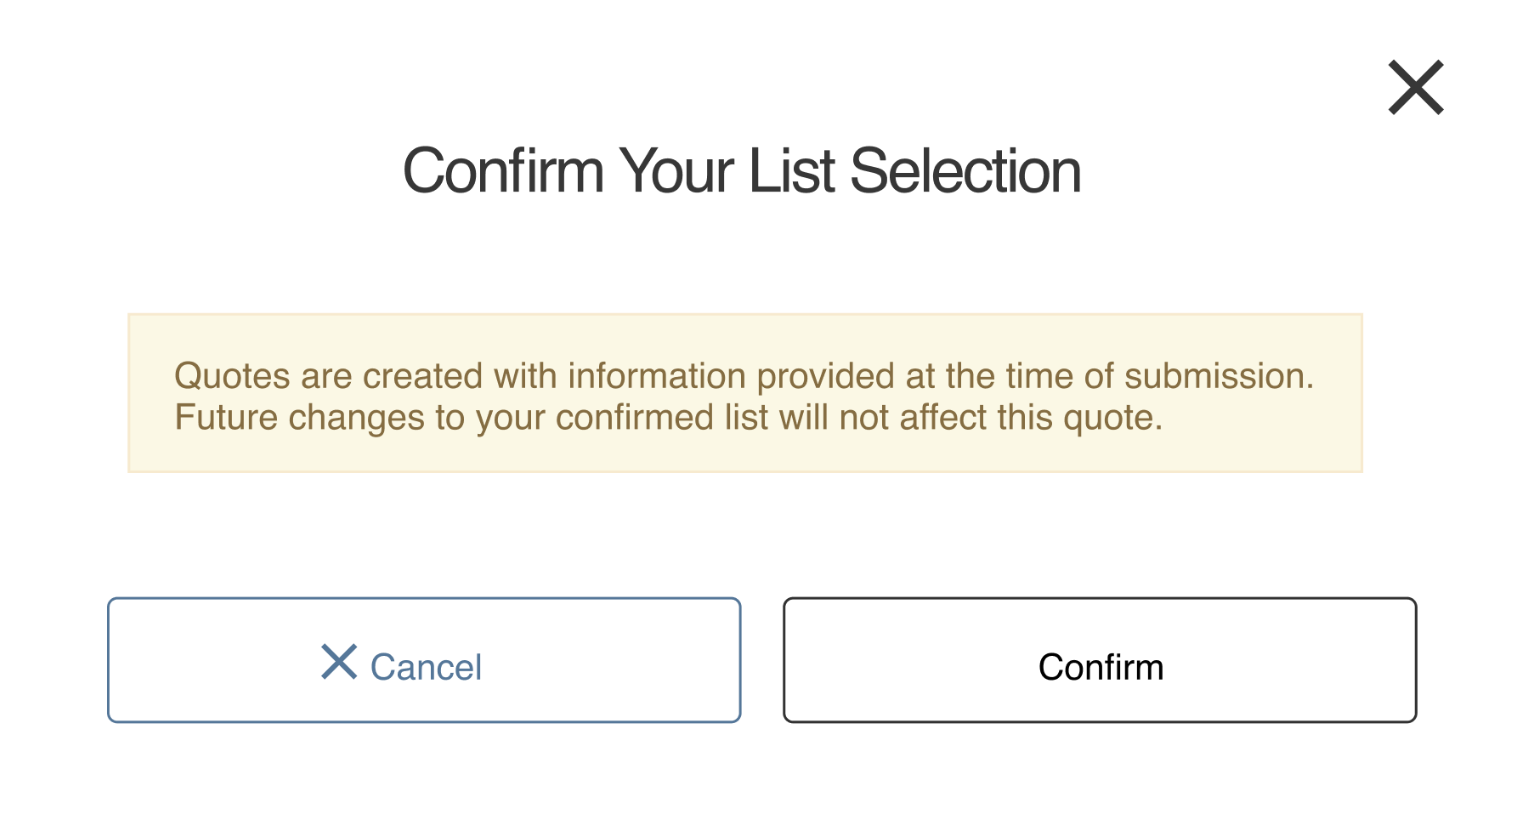 Confirm Your List Selection
Quotes are created with information provided at the time of submission.
Future changes to your confirmed list will not affect this quote.
Cancel
Confirm